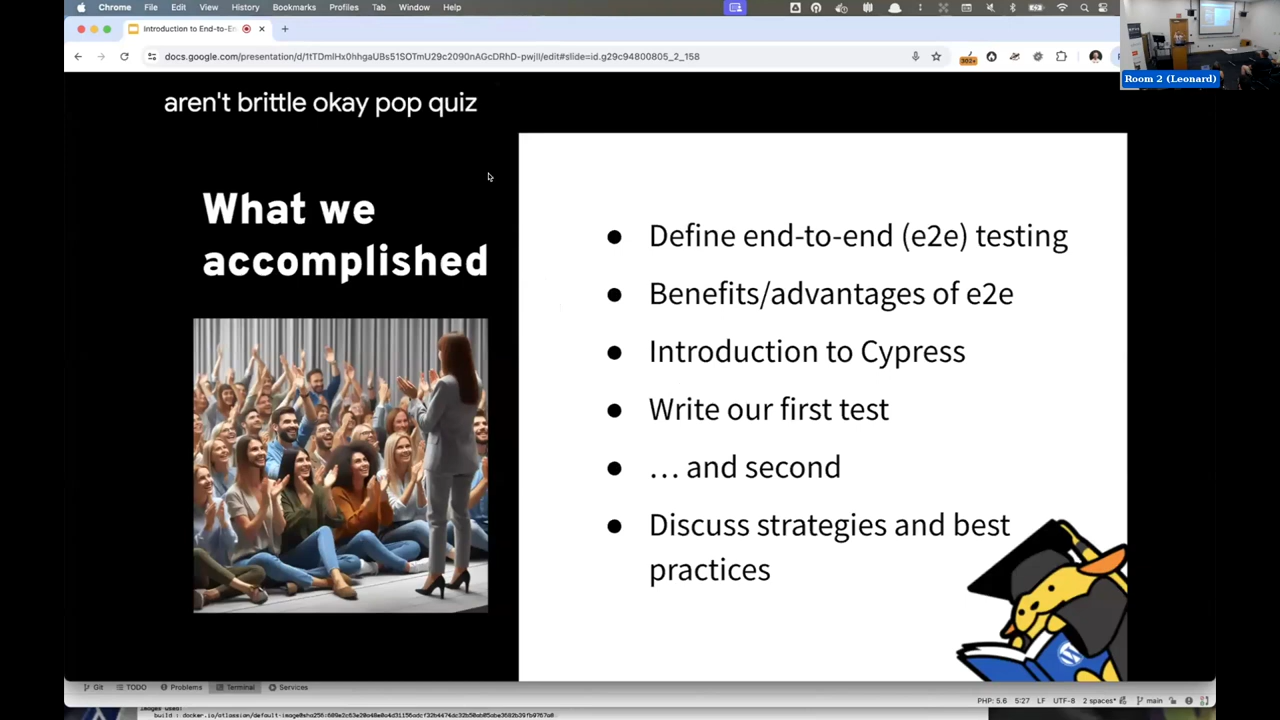 Chrome File Edit View History Bookmarks Profiles Tab Window Help
Introduction to End-to-En
docs.google.com/presentation/d/1tTDmlHx0hhgaUBs51SOTmU29c2090nAGcDRhD-pwjlI/edit#slide=id.g29c94800805_2_158
Room 2 (Leonard)
aren't brittle okay pop quiz
What we
accomplished
● Define end-to-end (e2e) testing
● Benefits/advantages of e2e
● Introduction to Cypress
● Write our first test
● … and second
● Discuss strategies and best
practices
Git TODO Problems Terminal Services
PHP: 5.6 5:27 LF UTF-8 2 spaces* main